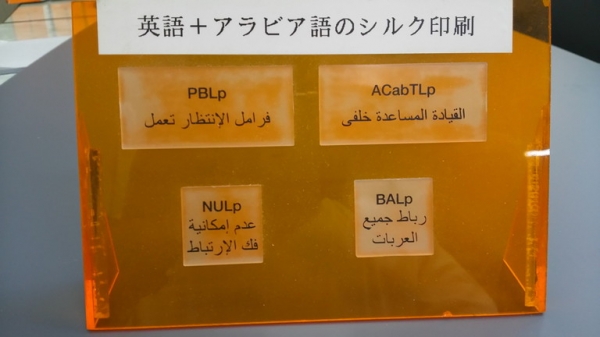 英語＋アラビア語のシルク印刷
PBLp
فرامل الإنتظار تعمل
ACabTLp
القيادة المساعدة خلفى
NULp
عدم إمكانية
فك الإرتباط
BALp
رباط جميع
العربات